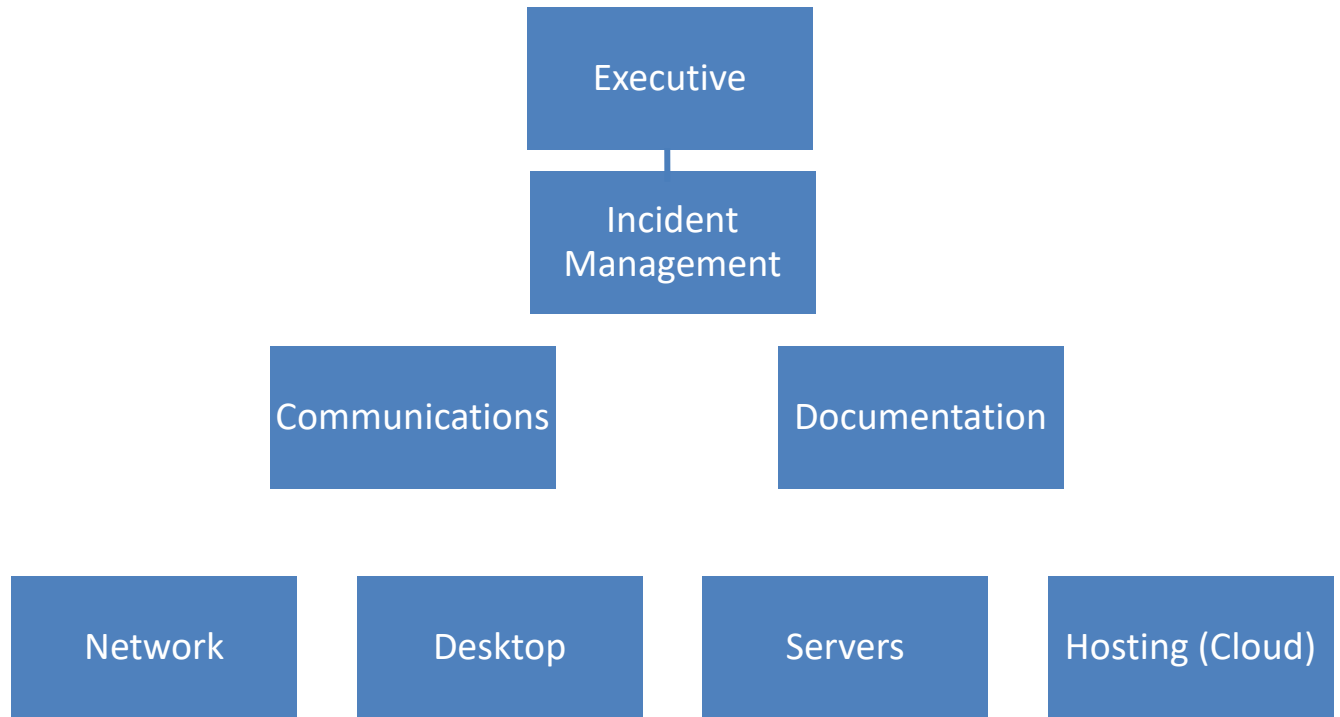 Executive
Incident
Management
Communications
Documentation
Network
Desktop
Servers
Hosting (Cloud)